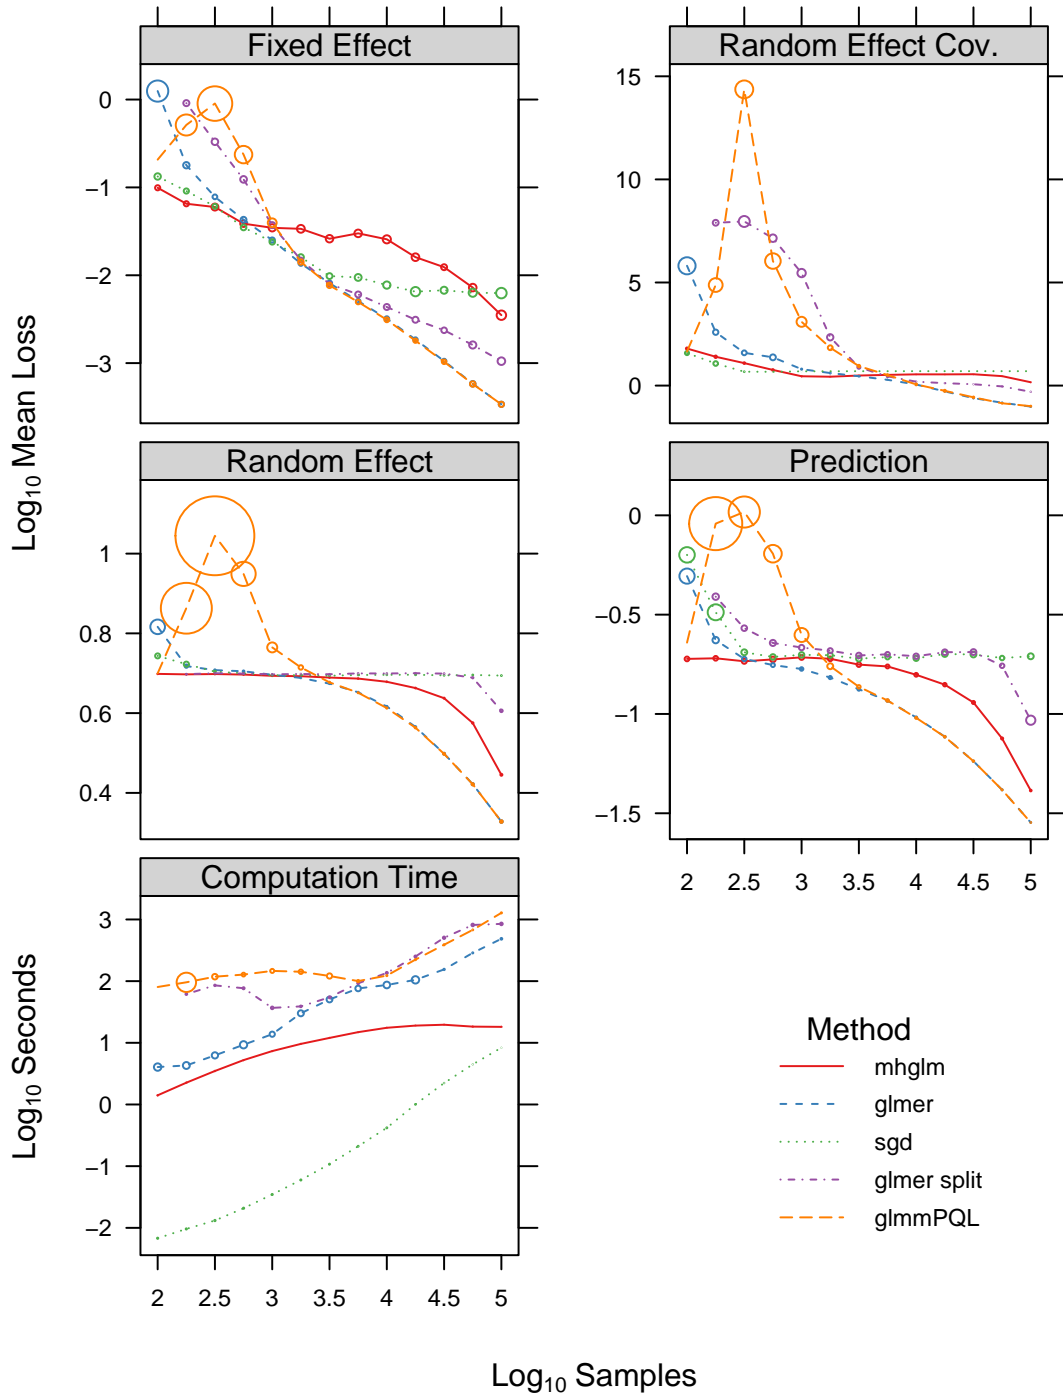 Fixed Effect
Random Effect Cov.
0
−1
−2
−3
15
10
5
0
Log10 Mean Loss
Random Effect
Prediction
1
0.8
0.6
0.4
0
−0.5
−1
−1.5
2 2.5 3 3.5 4 4.5 5
Computation Time
3
2
1
0
−1
−2
Log10 Seconds
2 2.5 3 3.5 4 4.5 5
Method
mhglm
glmer
sgd
glmer split
glmmPQL
Log10 Samples